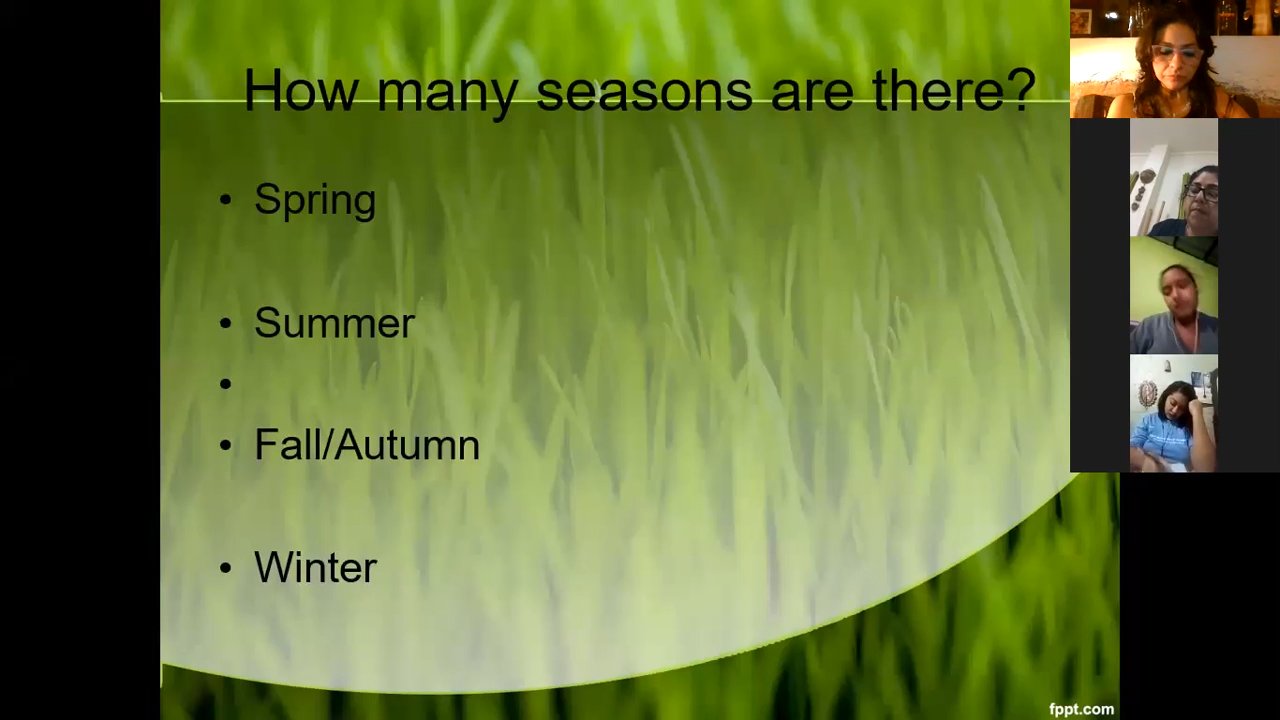 How many seasons are there?
• Spring
• Summer
•
• Fall/Autumn
• Winter
fppt.com